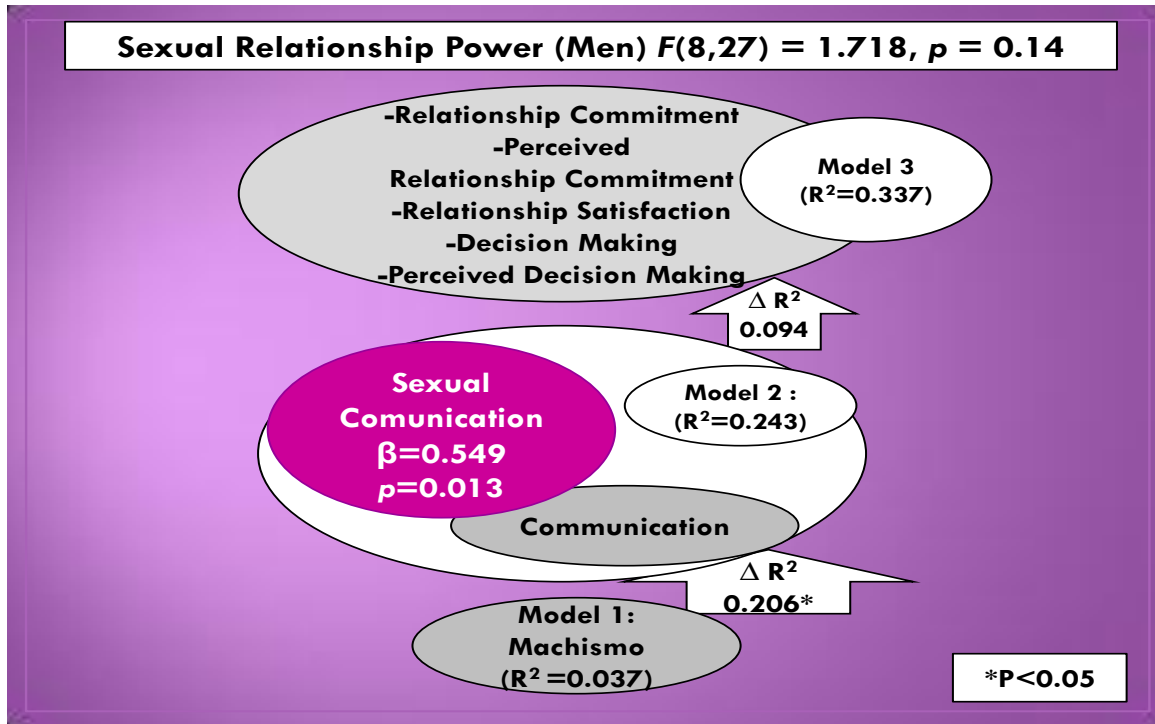 Sexual Relationship Power (Men) F(8,27) = 1.718, p = 0.14
-Relationship Commitment
-Perceived
Relationship Commitment
-Relationship Satisfaction
-Decision Making
-Perceived Decision Making
Model 3
(R²=0.337)
Δ R²
0.094
Sexual
Comunication
β=0.549
p=0.013
Model 2 :
(R²=0.243)
Communication
Δ R²
0.206*
Model 1:
Machismo
(R² =0.037)
*P<0.05